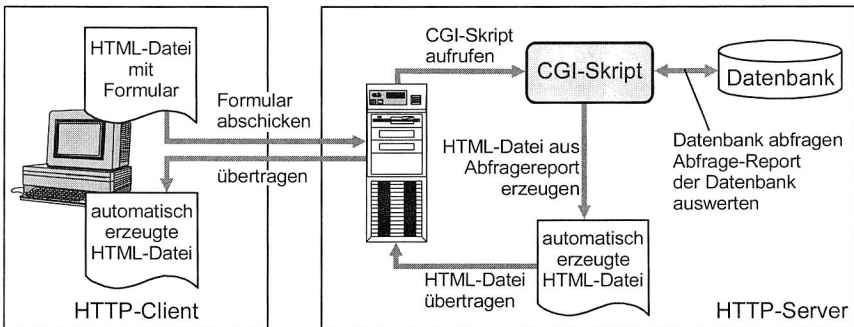 HTML-Datei
mit
Formular
Formular
abschicken
übertragen
automatisch
erzeugte
HTML-Datei
HTTP-Client
CGI-Skript
aufrufen
CGI-Skript
Datenbank
HTML-Datei aus
Abfragereport
erzeugen
Datenbank abfragen
Abfrage-Report
der Datenbank
auswerten
automatisch
erzeugte
HTML-Datei
HTML-Datei
übertragen
HTTP-Server